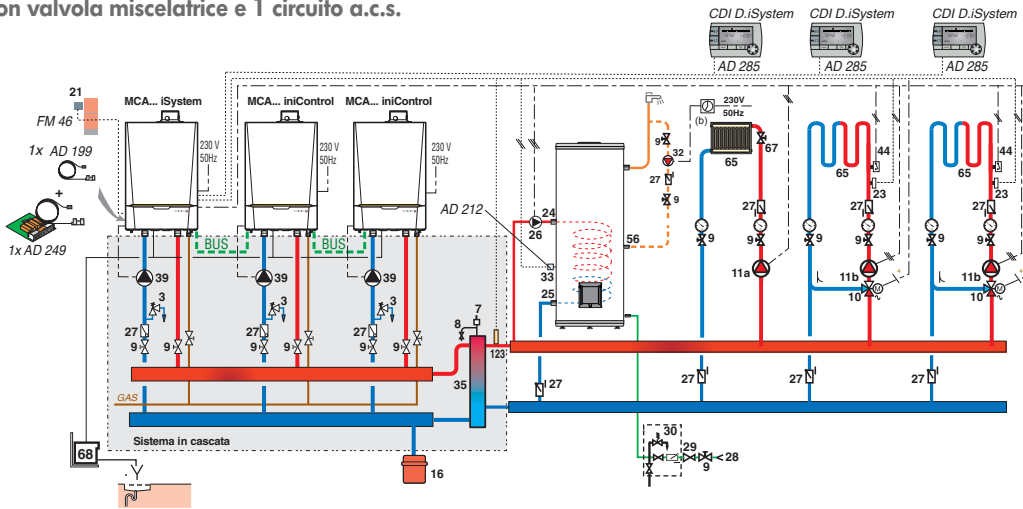 on valvola miscelatrice e 1 circuito a.c.s.
CDI D.iSystem
CDI D.iSystem
CDI D.iSystem
AD 285
AD 285
AD 285
21
FM 46
1x AD 199
+
1x AD 249
MCA... iSystem
MCA... iniControl
MCA... iniControl
230 V
50Hz
230 V
50Hz
230 V
50Hz
BUS
BUS
39
39
39
3
3
3
27
27
27
9
9
9
9
9
9
GAS
Sistema in cascata
68
16
7
8
35
123
AD 212
24
26
33
25
56
27
9
32
27
9
(b)
230V
50Hz
65
67
27
9
9
11a
27
65
44
23
27
9
9
11b
10
M
27
65
44
23
27
9
9
11b
10
M
27
30
29
9
28